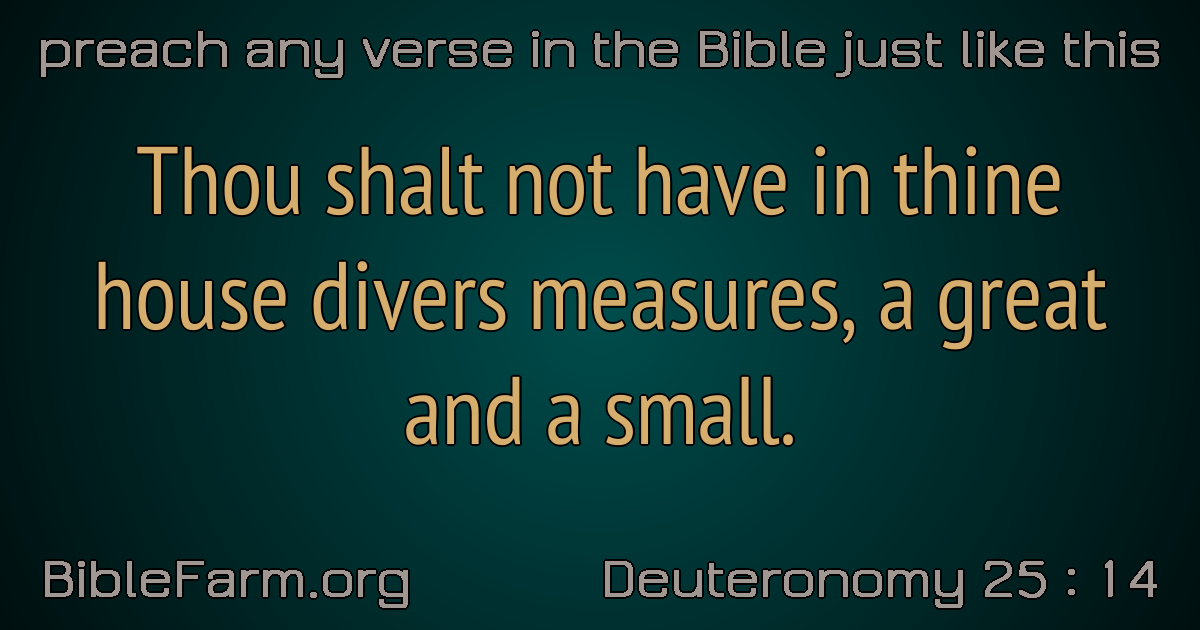 preach any verse in the Bible just like this
Thou shalt not have in thine
house divers measures, a great
and a small.
BibleFarm.org
Deuteronomy 25 : 14